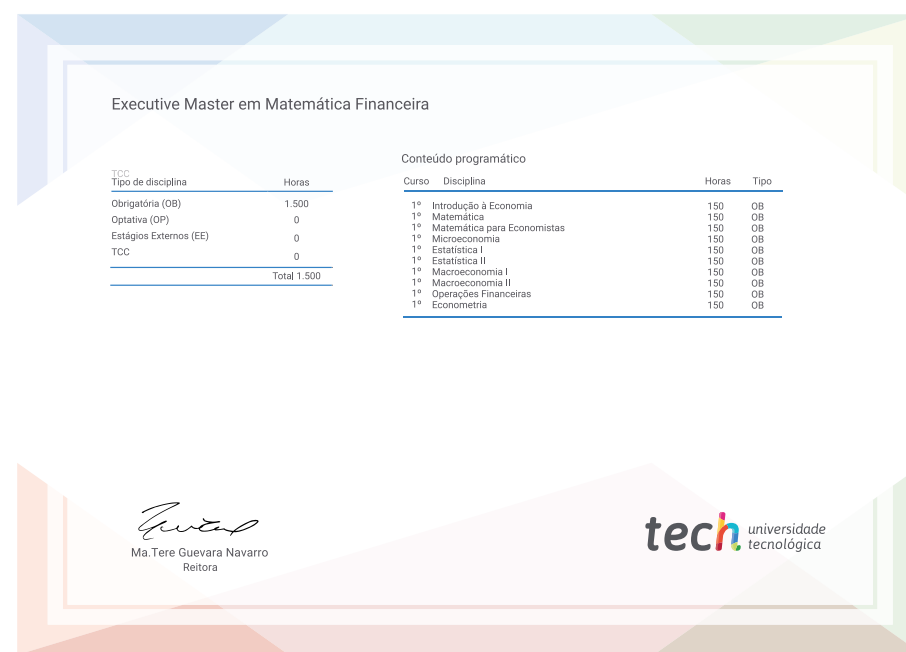 Executive Master em Matemática Financeira
TCC
Tipo de disciplina Horas
Obrigatória (OB) 1.500
Optativa (OP) 0
Estágios Externos (EE) 0
TCC 0
Total 1.500
Conteúdo programático
Curso Disciplina Horas Tipo
1º Introdução à Economia 150 OB
1º Matemática 150 OB
1º Matemática para Economistas 150 OB
1º Microeconomia 150 OB
1º Estatística I 150 OB
1º Estatística II 150 OB
1º Macroeconomia I 150 OB
1º Macroeconomia II 150 OB
1º Operações Financeiras 150 OB
1º Econometria 150 OB
Ma.Tere Guevara Navarro
Reitora
tech universidade
tecnológica